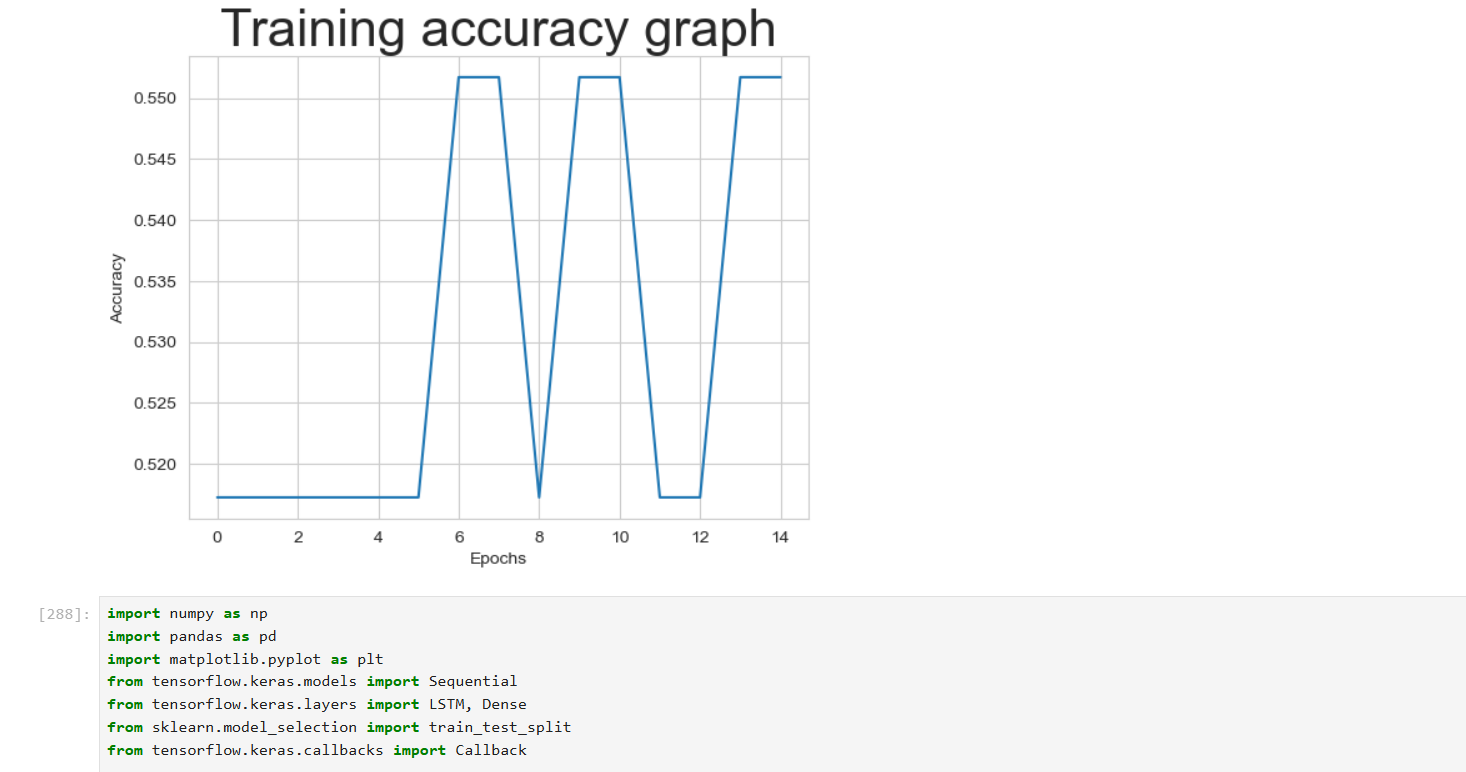 Training accuracy graph
0.550
0.545
0.540
0.535
0.530
0.525
0.520
Accuracy
0 2 4 6 8 10 12 14
Epochs
[288]:
import numpy as np
import pandas as pd
import matplotlib.pyplot as plt
from tensorflow.keras.models import Sequential
from tensorflow.keras.layers import LSTM, Dense
from sklearn.model_selection import train_test_split
from tensorflow.keras.callbacks import Callback